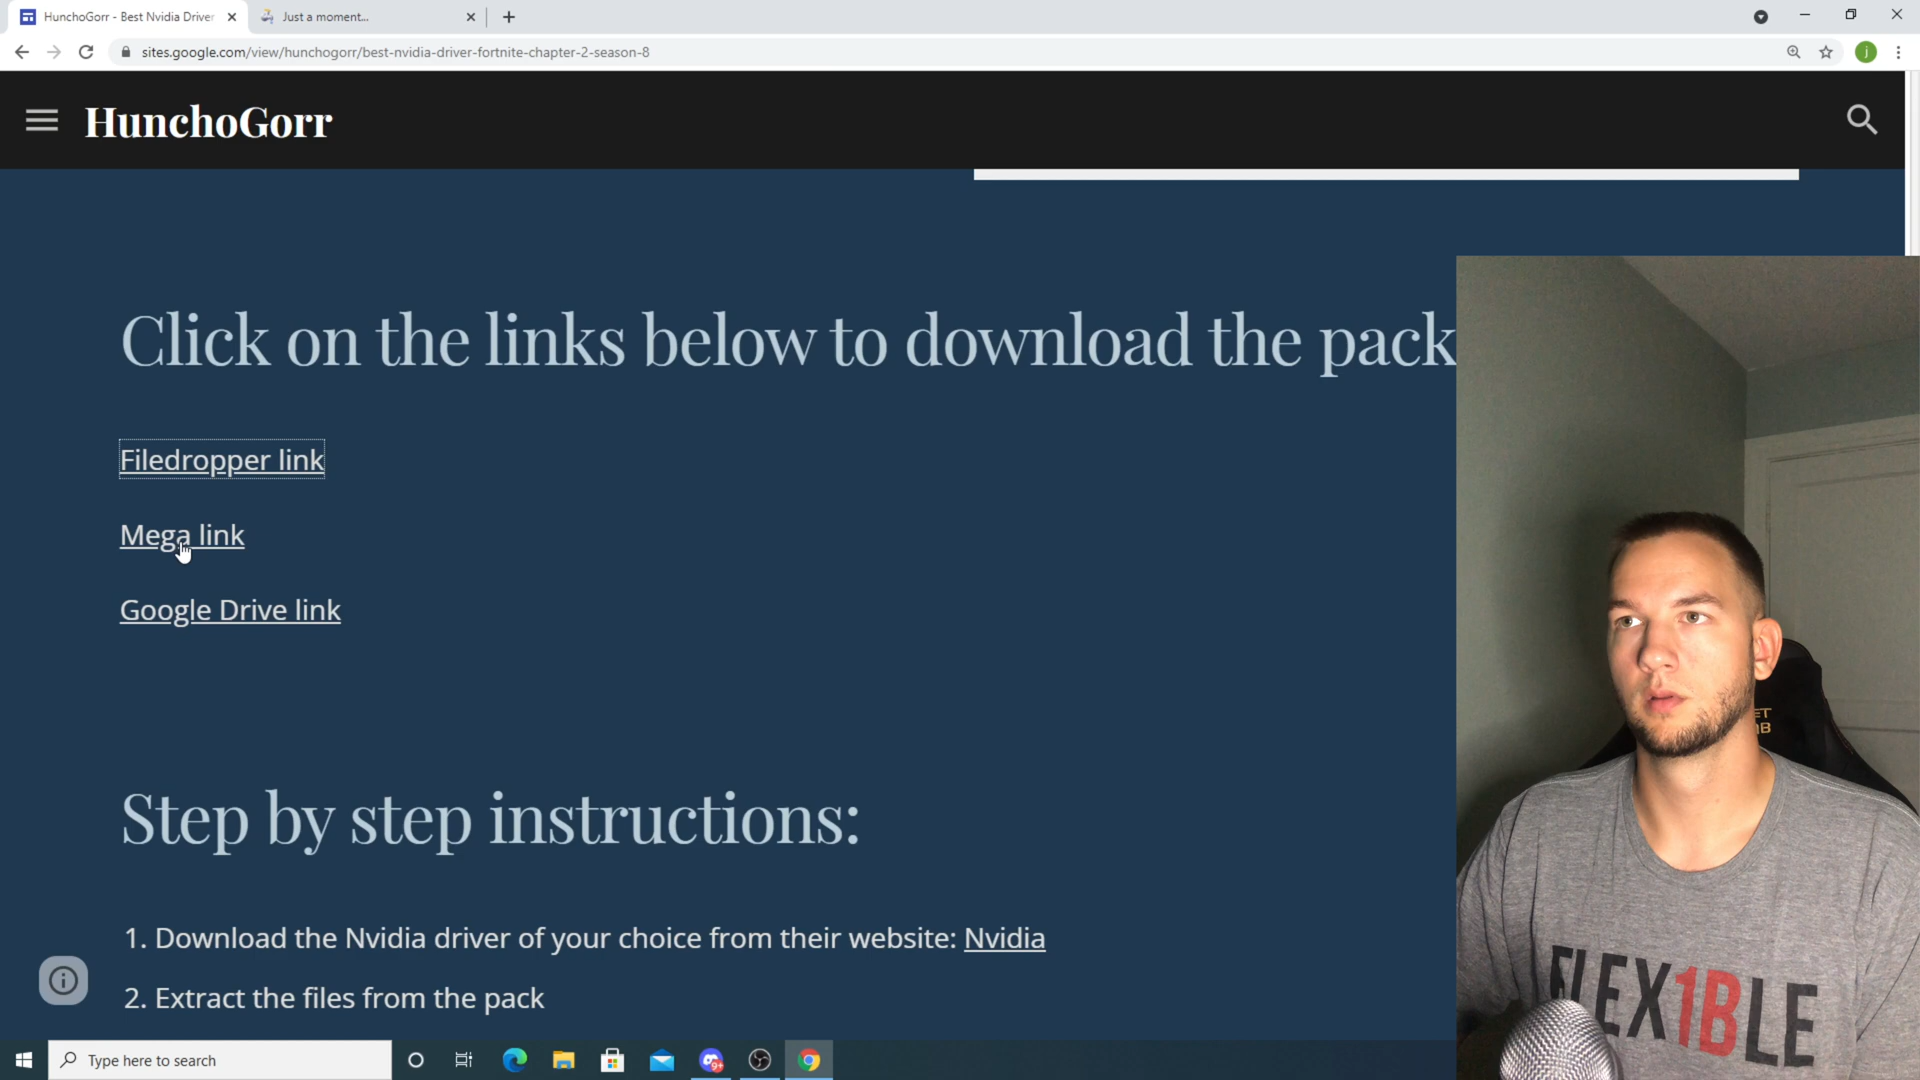 HunchoGorr - Best Nvidia Driver
Just a moment...
sites.google.com/view/hunchogorr/best-nvidia-driver-fortnite-chapter-2-season-8
j
HunchoGorr
Click on the links below to download the pack
Filedropper link
Mega link
Google Drive link
Step by step instructions:
1. Download the Nvidia driver of your choice from their website: Nvidia
2. Extract the files from the pack
FLEX1BLE
Type here to search
9+